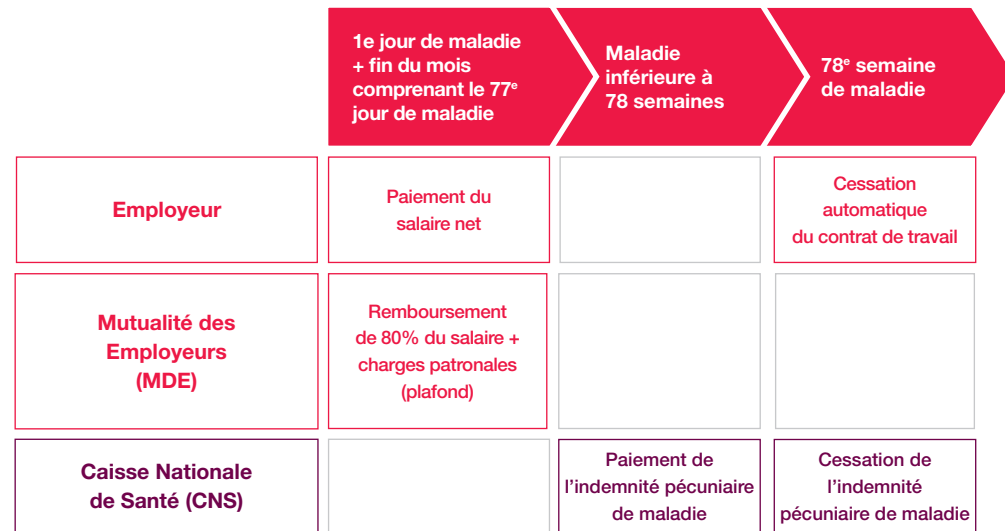 1e jour de maladie
+ fin du mois
comprenant le 77e
jour de maladie
Maladie
inférieure à
78 semaines
78e semaine
de maladie
Employeur
Paiement du
salaire net
Cessation
automatique
du contrat de travail
Mutualité des
Employeurs
(MDE)
Remboursement
de 80% du salaire +
charges patronales
(plafond)
Caisse Nationale
de Santé (CNS)
Paiement de
l’indemnité pécuniaire
de maladie
Cessation de
l’indemnité
pécuniaire de maladie